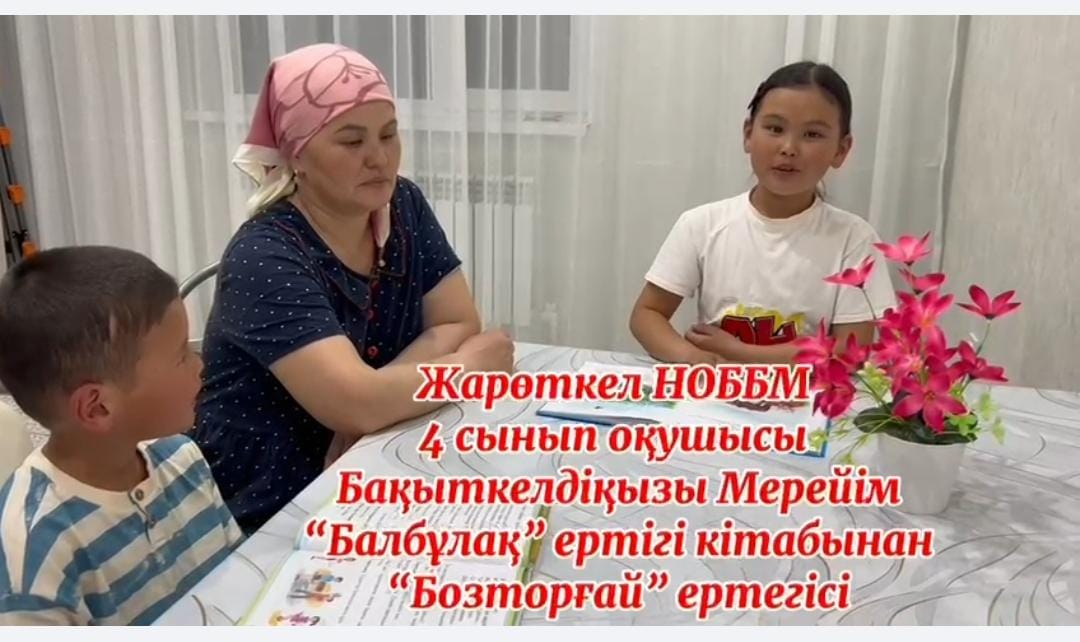 Жарөткел НОББМ
4 сынып оқушысы
Бақыткелдіқызы Мерейім
“Балбұлақ” ертігі кітабынан
“Бозторғай” ертегісі